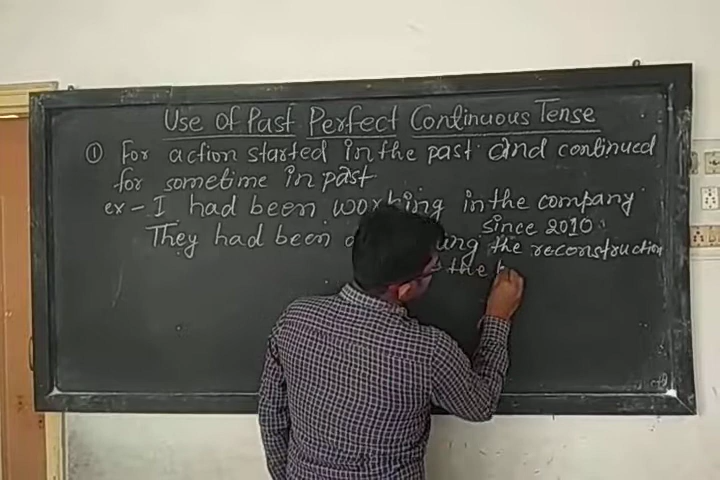 Use of Past Perfect Continuous Tense
① For action started in the past and continued
for sometime in past
ex - I had been working in the company
since 2010.
They had been the reconstruction
the